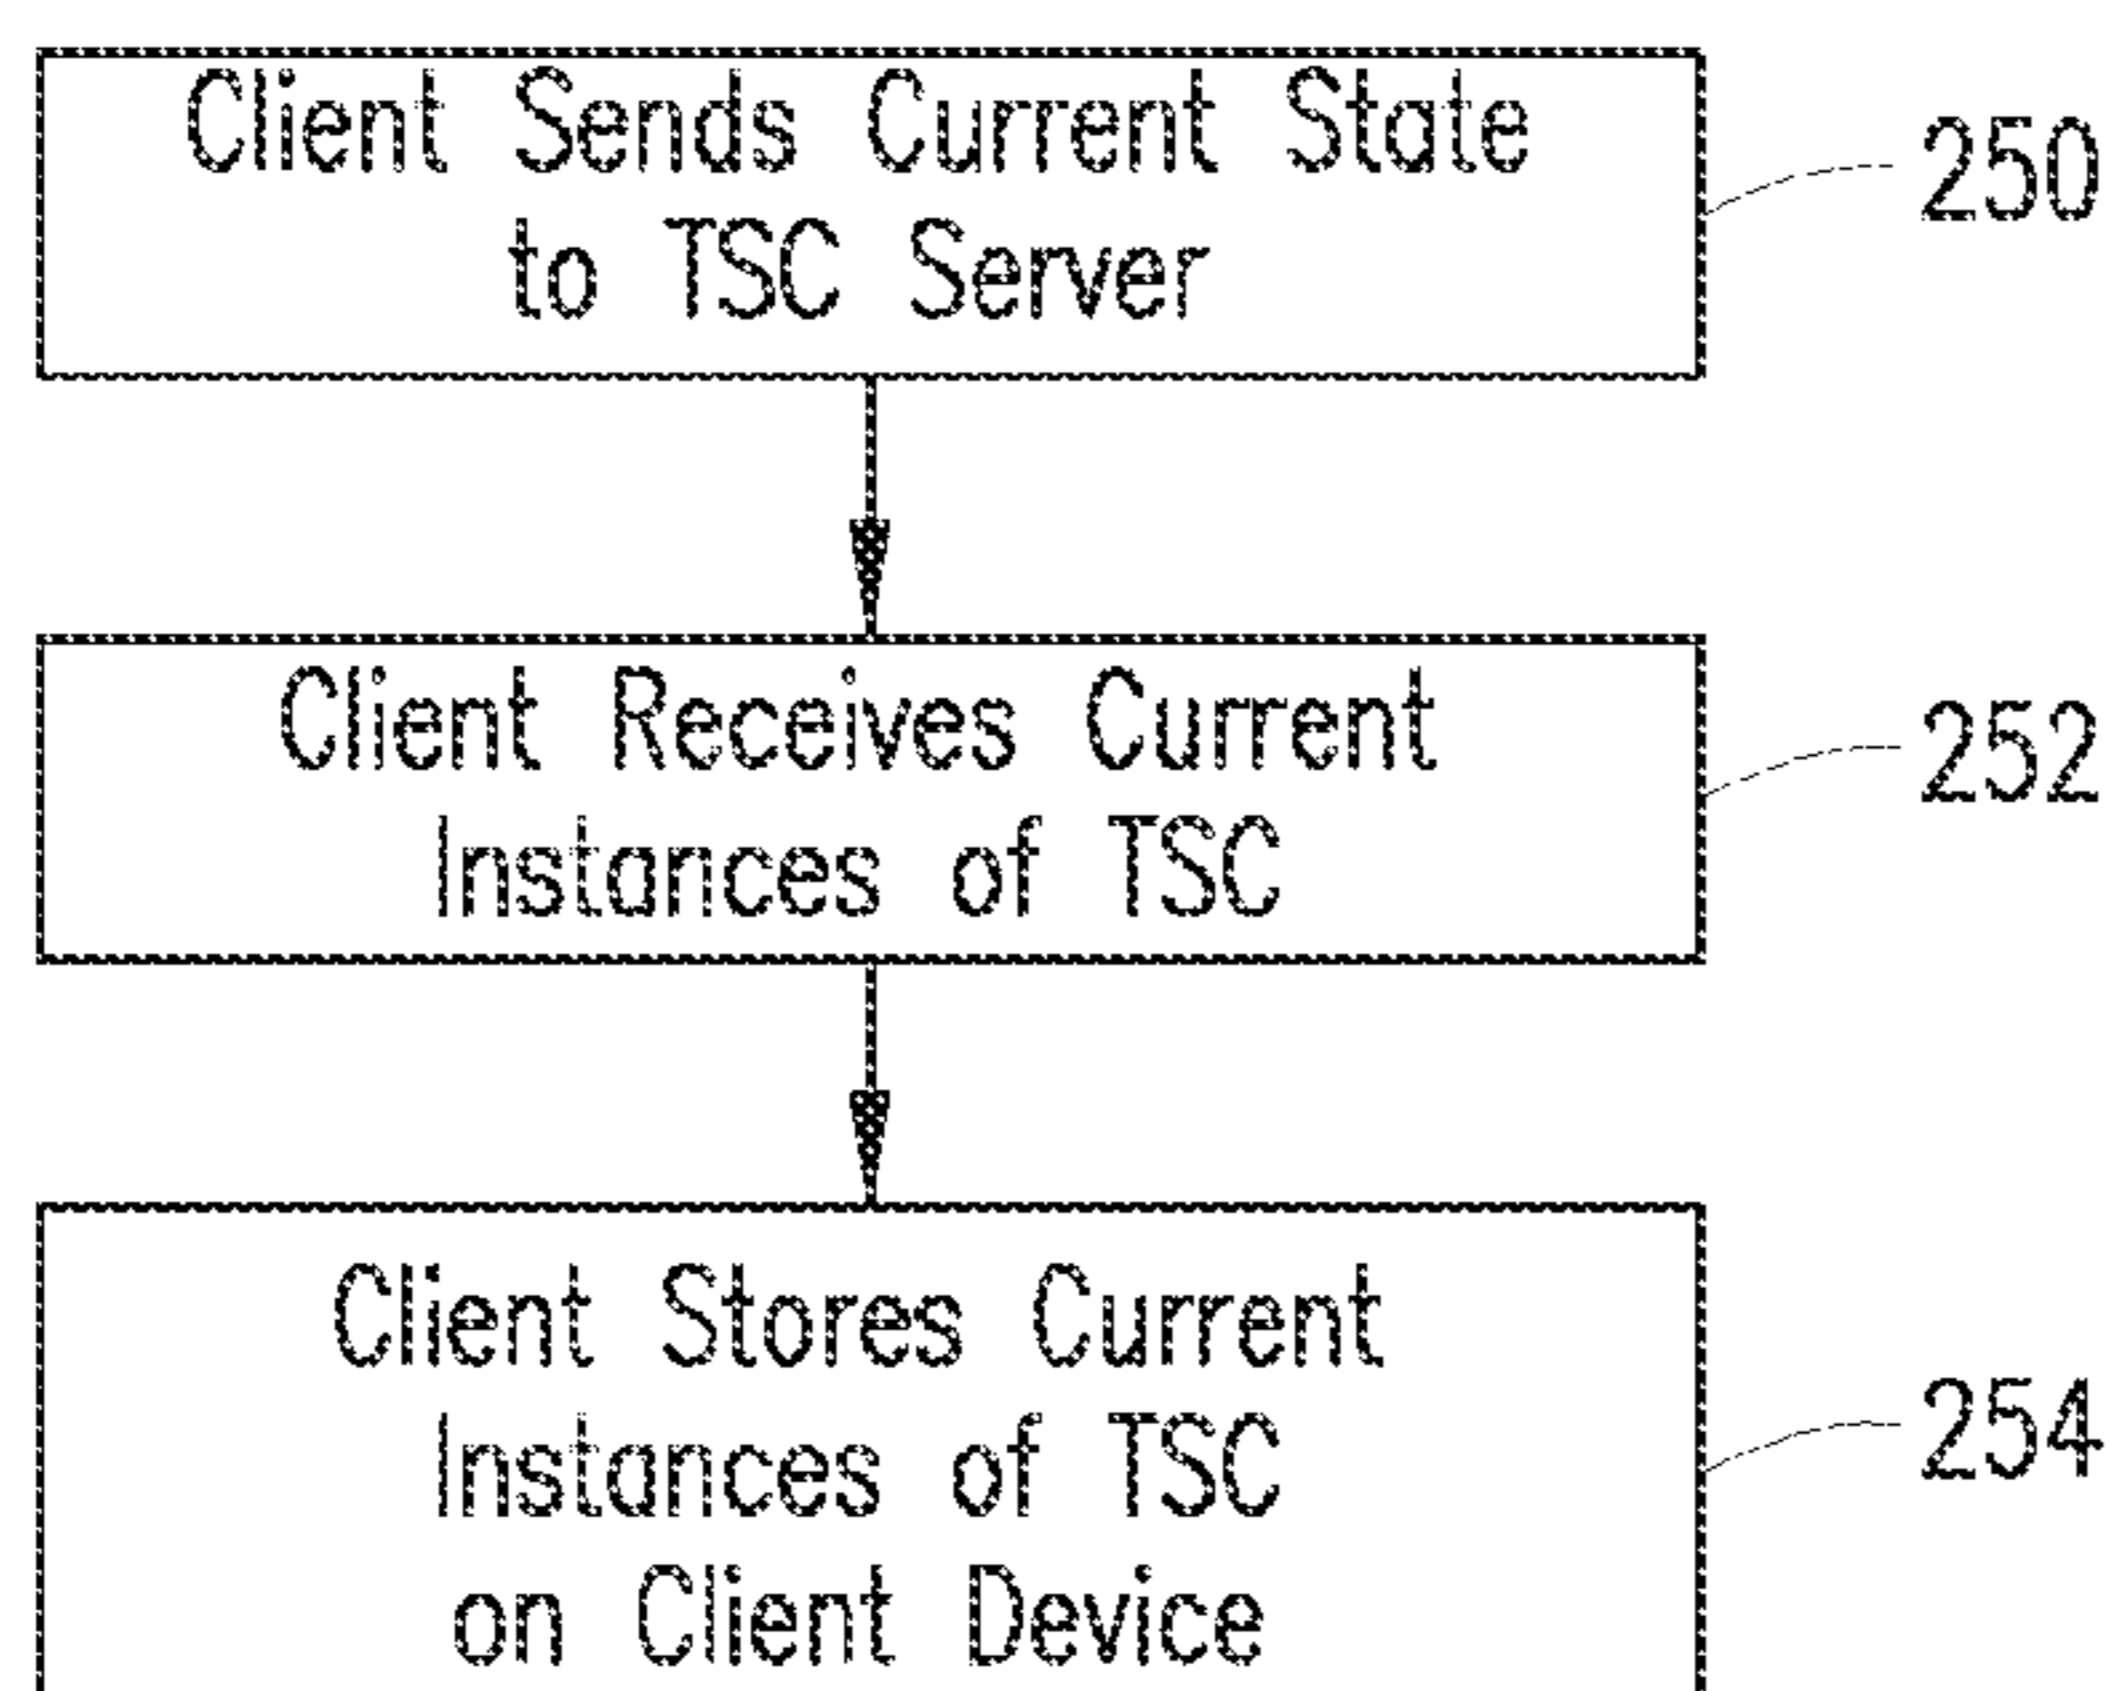 Client Sends Current State
to TSC Server
250
Client Receives Current
Instances of TSC
252
Client Stores Current
Instances of TSC
on Client Device
254